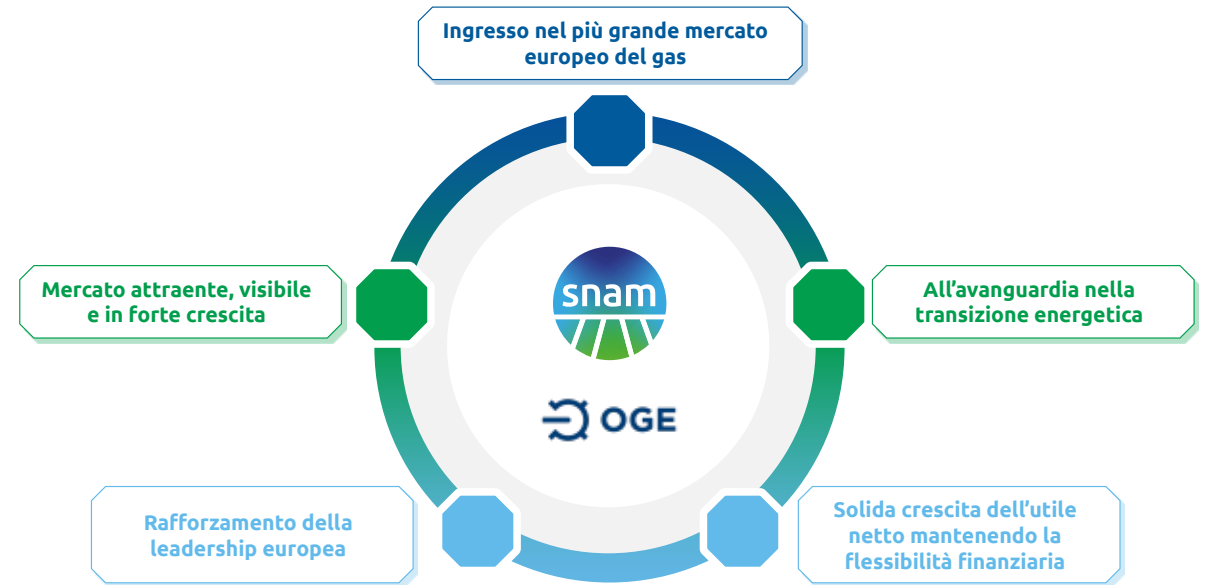 Ingresso nel più grande mercato
europeo del gas
Mercato attraente, visibile
e in forte crescita
snam
All’avanguardia nella
transizione energetica
OGE
Rafforzamento della
leadership europea
Solida crescita dell’utile
netto mantenendo la
flessibilità finanziaria